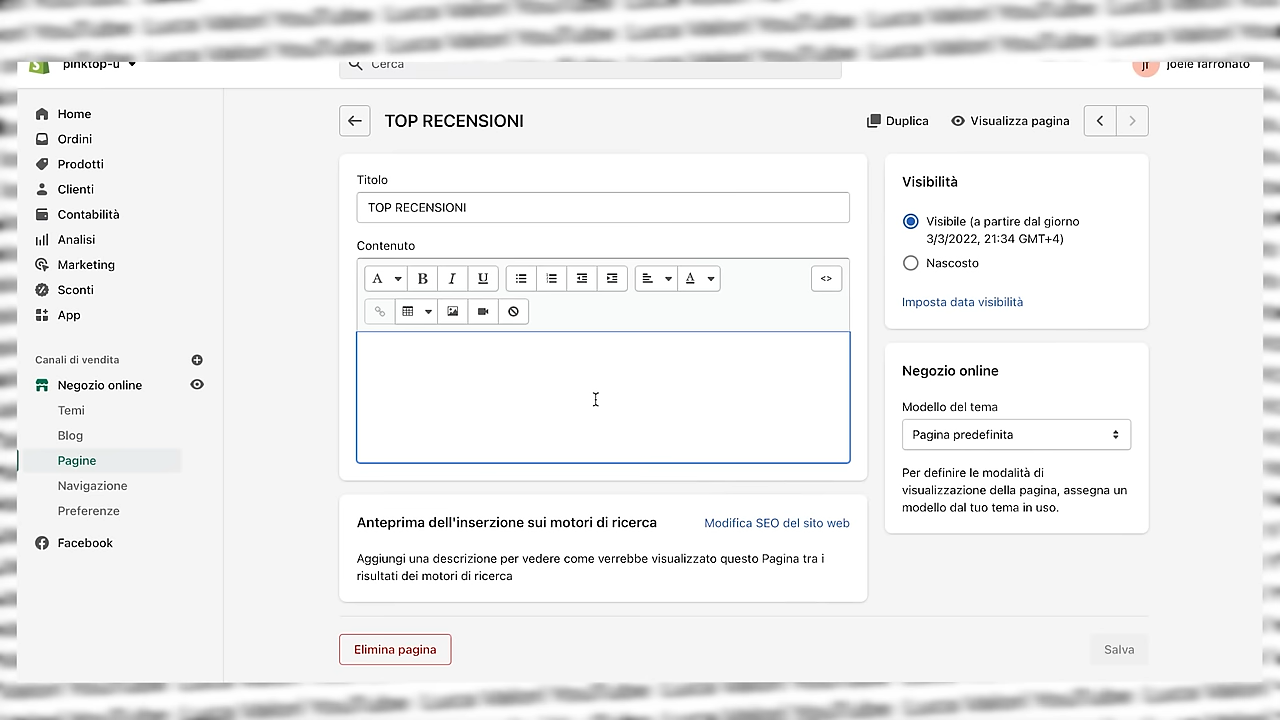 pinktop-u
Cerca
jf
joele farronato
Home
Ordini
Prodotti
Clienti
Contabilità
Analisi
Marketing
Sconti
App
Canali di vendita
Negozio online
Temi
Blog
Pagine
Navigazione
Preferenze
Facebook
TOP RECENSIONI
Duplica
Visualizza pagina
Titolo
TOP RECENSIONI
Contenuto
A B I U A <>
Anteprima dell'inserzione sui motori di ricerca
Modifica SEO del sito web
Aggiungi una descrizione per vedere come verrebbe visualizzato questo Pagina tra i
risultati dei motori di ricerca
Elimina pagina
Visibilità
Visibile (a partire dal giorno
3/3/2022, 21:34 GMT+4)
Nascosto
Imposta data visibilità
Negozio online
Modello del tema
Pagina predefinita
Per definire le modalità di
visualizzazione della pagina, assegna un
modello dal tuo tema in uso.
Salva